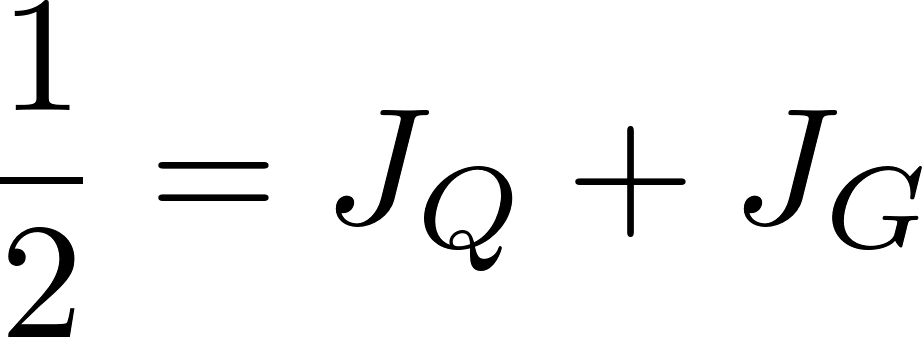 1/2 = J_Q + J_G